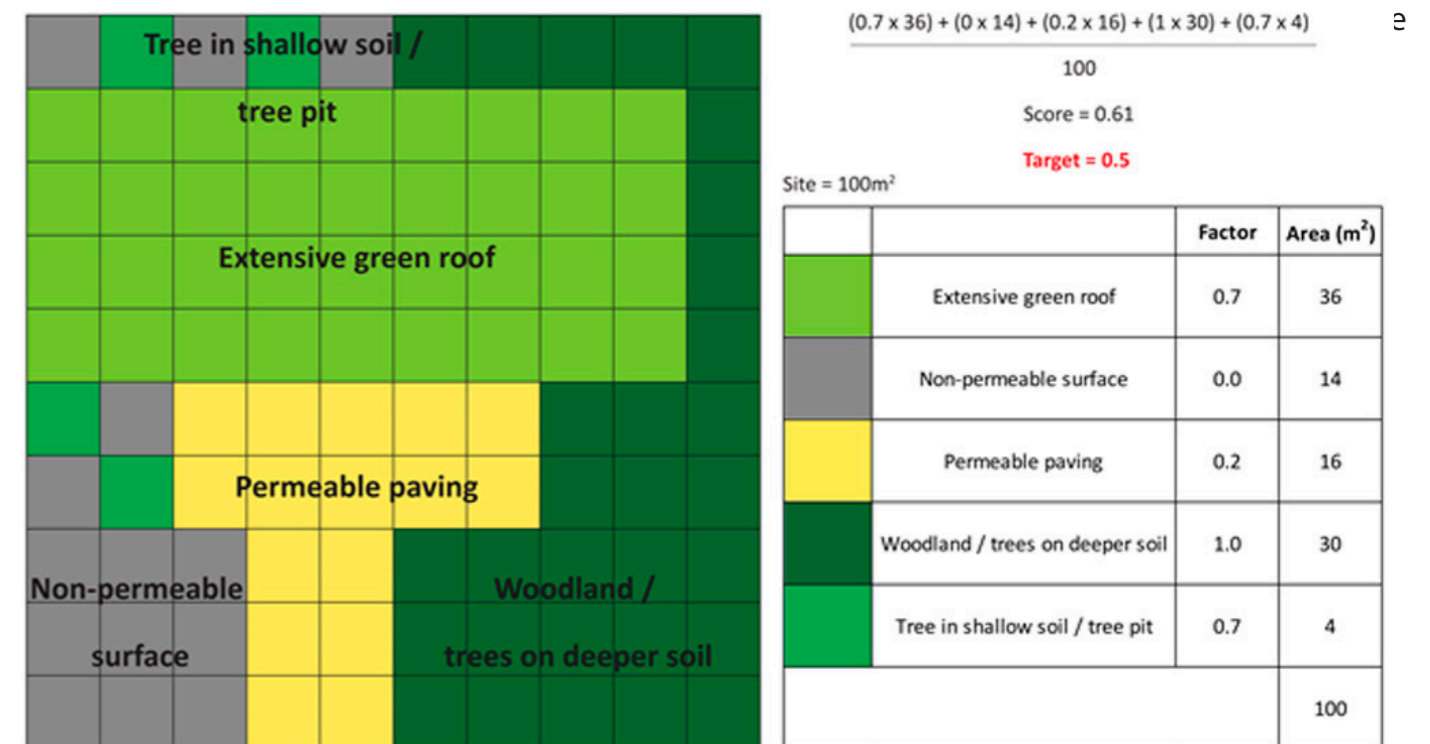 Tree in shallow soil /
tree pit
Extensive green roof
Permeable paving
Non-permeable
surface
Woodland /
trees on deeper soil
(0.7 x 36) + (0 x 14) + (0.2 x 16) + (1 x 30) + (0.7 x 4)
100
Score = 0.61
Target = 0.5
Site = 100m²
Factor Area (m²)
Extensive green roof 0.7 36
Non-permeable surface 0.0 14
Permeable paving 0.2 16
Woodland / trees on deeper soil 1.0 30
Tree in shallow soil / tree pit 0.7 4
100
e